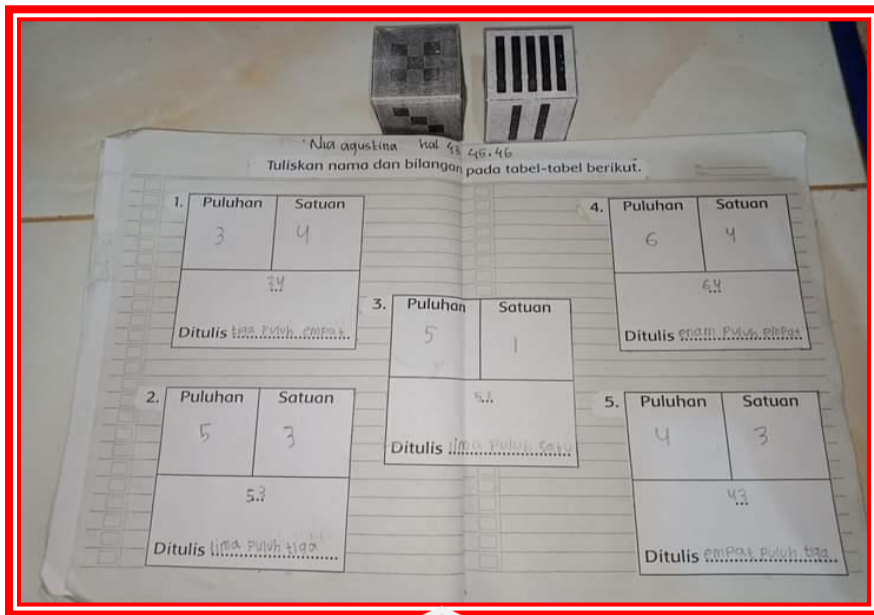 Nia agustina hal 43 45.46
Tuliskan nama dan bilangan pada tabel-tabel berikut.
1. Puluhan Satuan
3 4
34
Ditulis tiga puluh empat
2. Puluhan Satuan
5 3
53
Ditulis lima puluh tiga
3. Puluhan Satuan
5 1
51
Ditulis lima puluh satu
4. Puluhan Satuan
6 4
64
Ditulis enam puluh empat
5. Puluhan Satuan
4 3
43
Ditulis empat puluh tiga